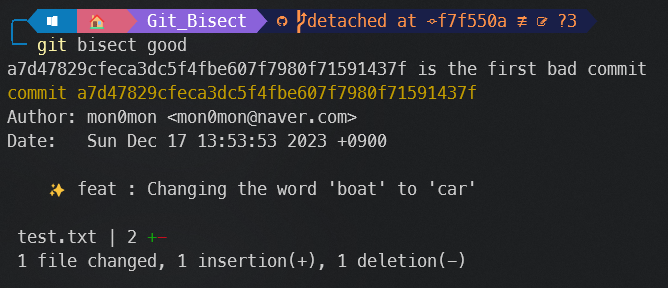 Git_Bisect detached at f7f550a ≢ ?3
git bisect good
a7d47829cfeca3dc5f4fbe607f7980f71591437f is the first bad commit
commit a7d47829cfeca3dc5f4fbe607f7980f71591437f
Author: mon0mon <mon0mon@naver.com>
Date:   Sun Dec 17 13:53:53 2023 +0900
✨ feat : Changing the word 'boat' to 'car'
test.txt | 2 +-
1 file changed, 1 insertion(+), 1 deletion(-)